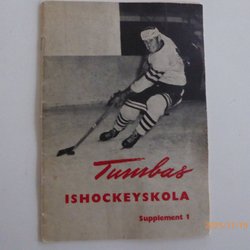 Tumbas
ISHOCKEYSKOLA
Supplement 1